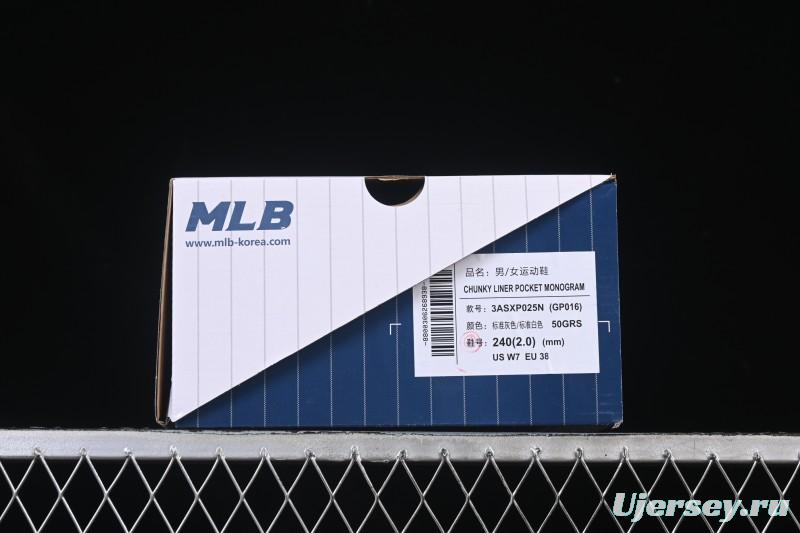 MLB
www.mlb-korea.com
品名：男/女运动鞋
CHUNKY LINER POCKET MONOGRAM
款号：3ASXP025N (GP016)
颜色：标准灰色/标准白色 50GRS
鞋号：240(2.0) (mm)
US W7 EU 38
Ujersey.ru